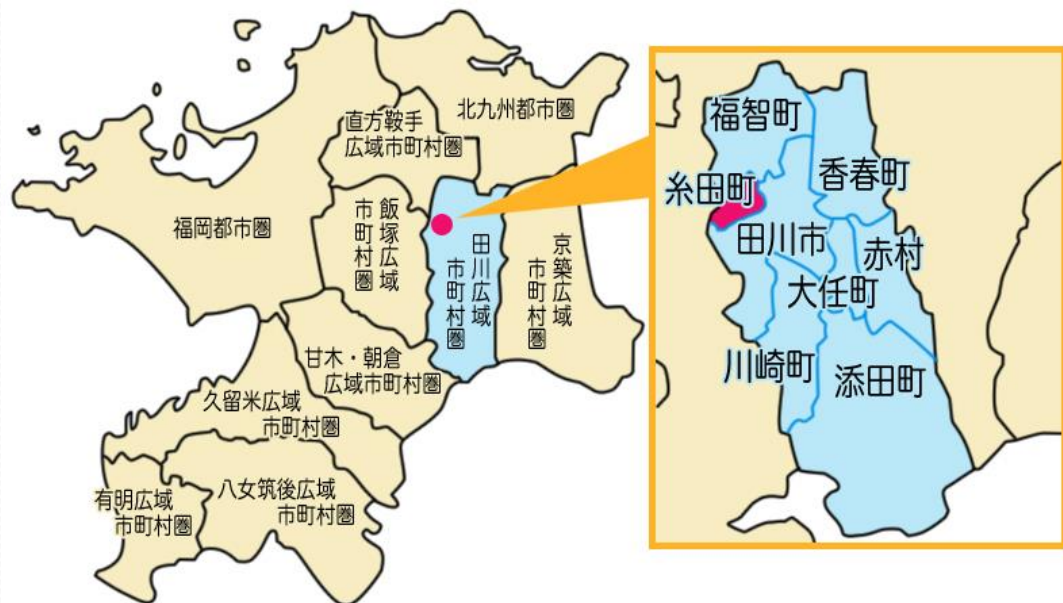 北九州都市圏
直方鞍手
広域市町村圏
福岡都市圏
飯塚広域
市町村圏
田川広域
市町村圏
京築広域
市町村圏
甘木・朝倉
広域市町村圏
久留米広域
市町村圏
有明広域
市町村圏
八女筑後広域
市町村圏
福智町
香春町
糸田町
田川市
赤村
大任町
川崎町
添田町